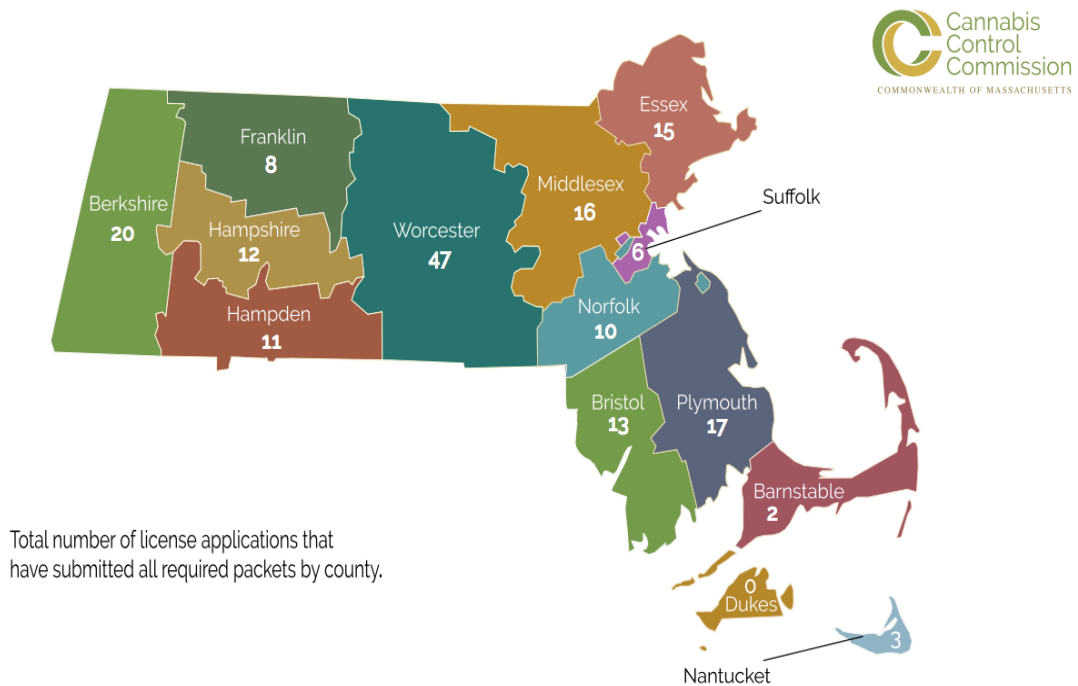 Cannabis
Control
Commission
COMMONWEALTH OF MASSACHUSETTS
Essex
15
Franklin
8
Middlesex
16
Suffolk
6
Berkshire
20
Hampshire
12
Worcester
47
Hampden
11
Norfolk
10
Bristol
13
Plymouth
17
Barnstable
2
Total number of license applications that
have submitted all required packets by county.
0
Dukes
3
Nantucket